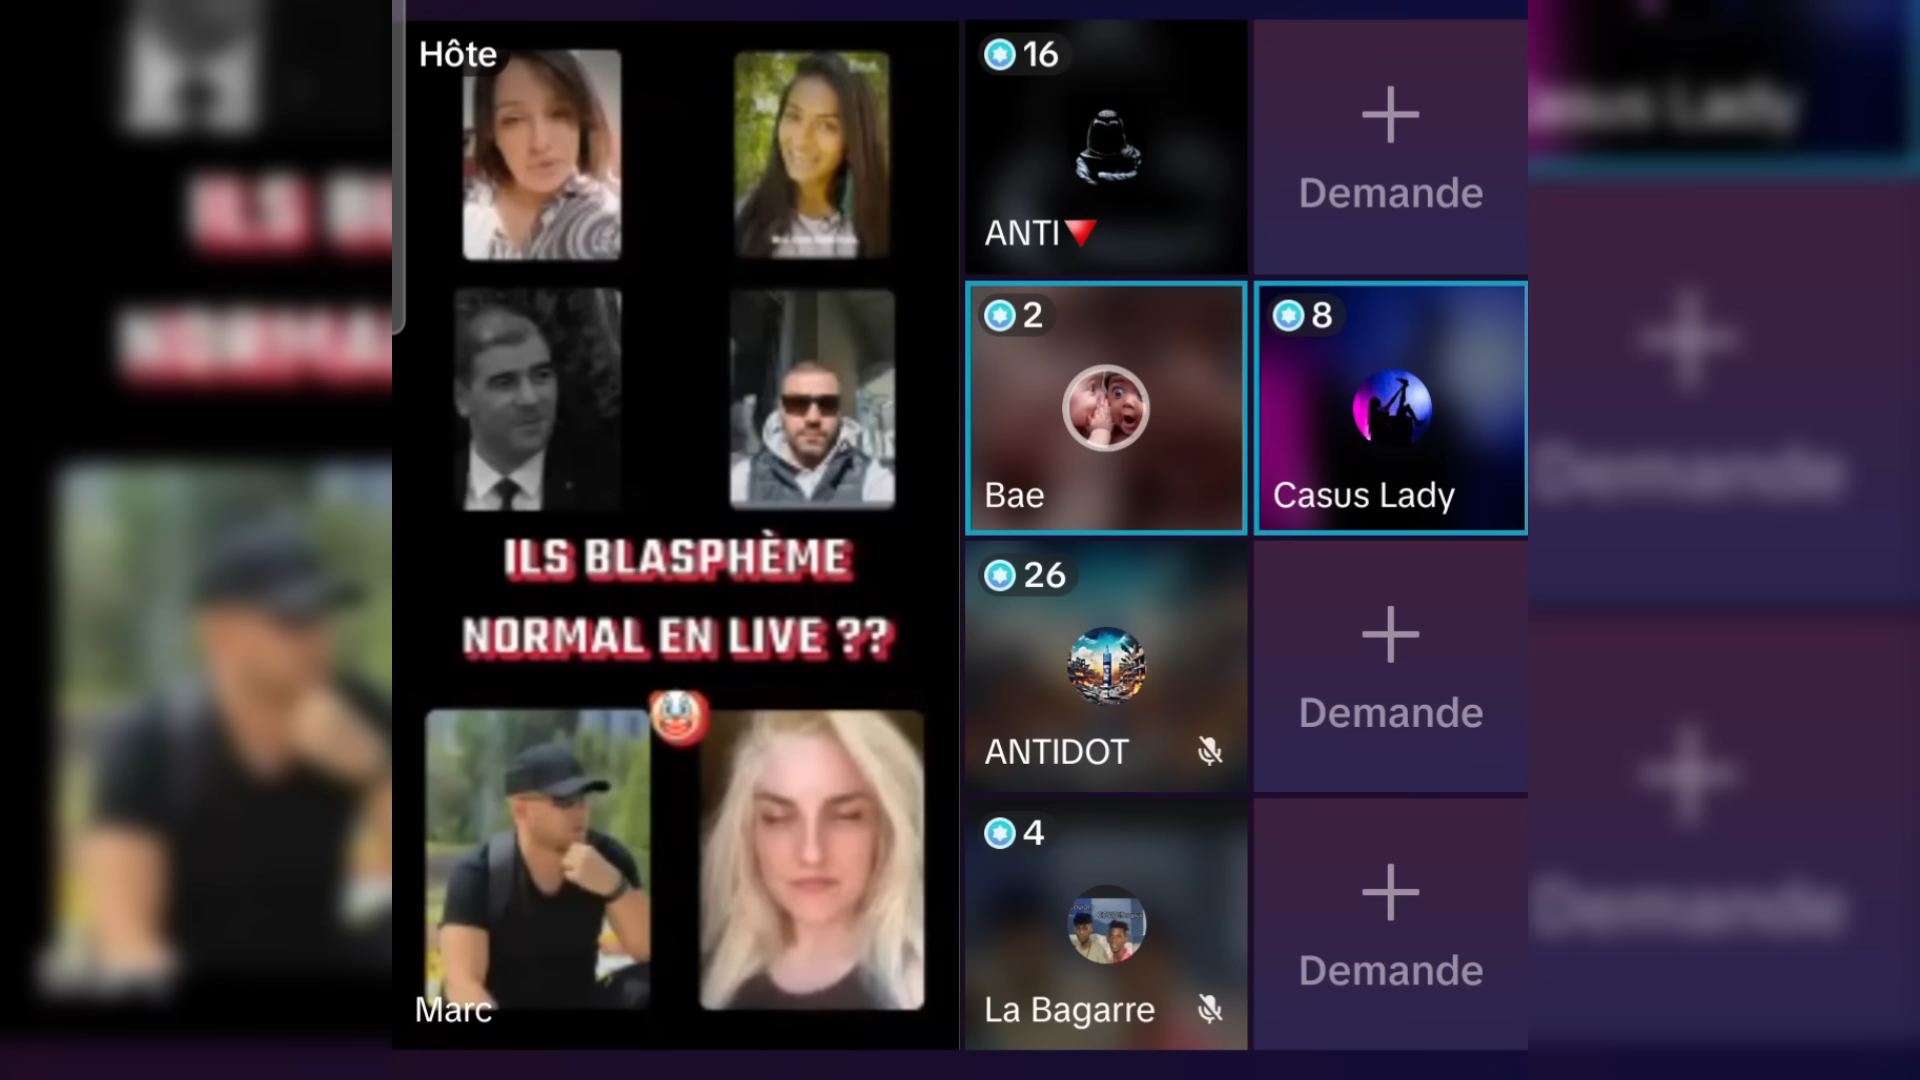 Hôte
ILS BLASPHÈME
NORMAL EN LIVE ??
Marc
16
ANTI
Demande
2
Bae
8
Casus Lady
26
ANTIDOT
Demande
4
La Bagarre
Demande